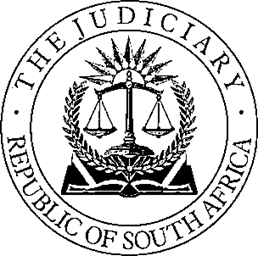 · THE JUDICIARY ·
REPUBLIC OF SOUTH AFRICA